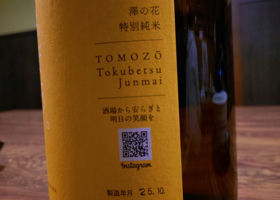 澤の花
特別純米
TOMOZŌ
Tokubetsu
Junmai
酒場から安らぎと
明日の笑顔を
Instagram
製造年月 25.10.